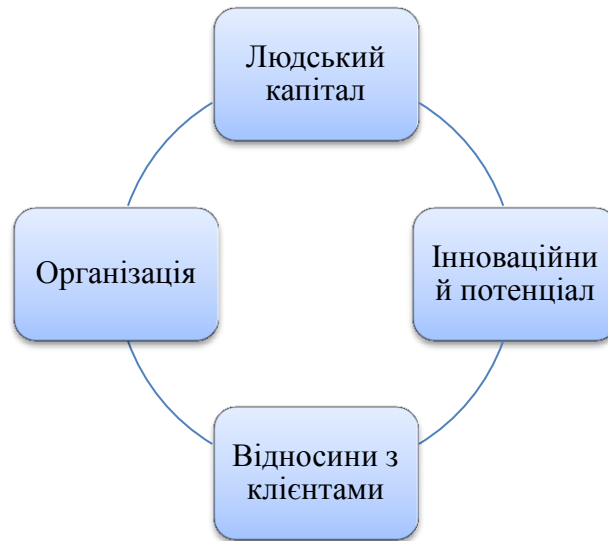 Людський
капітал
Організація
Інноваційни
й потенціал
Відносини з
клієнтами